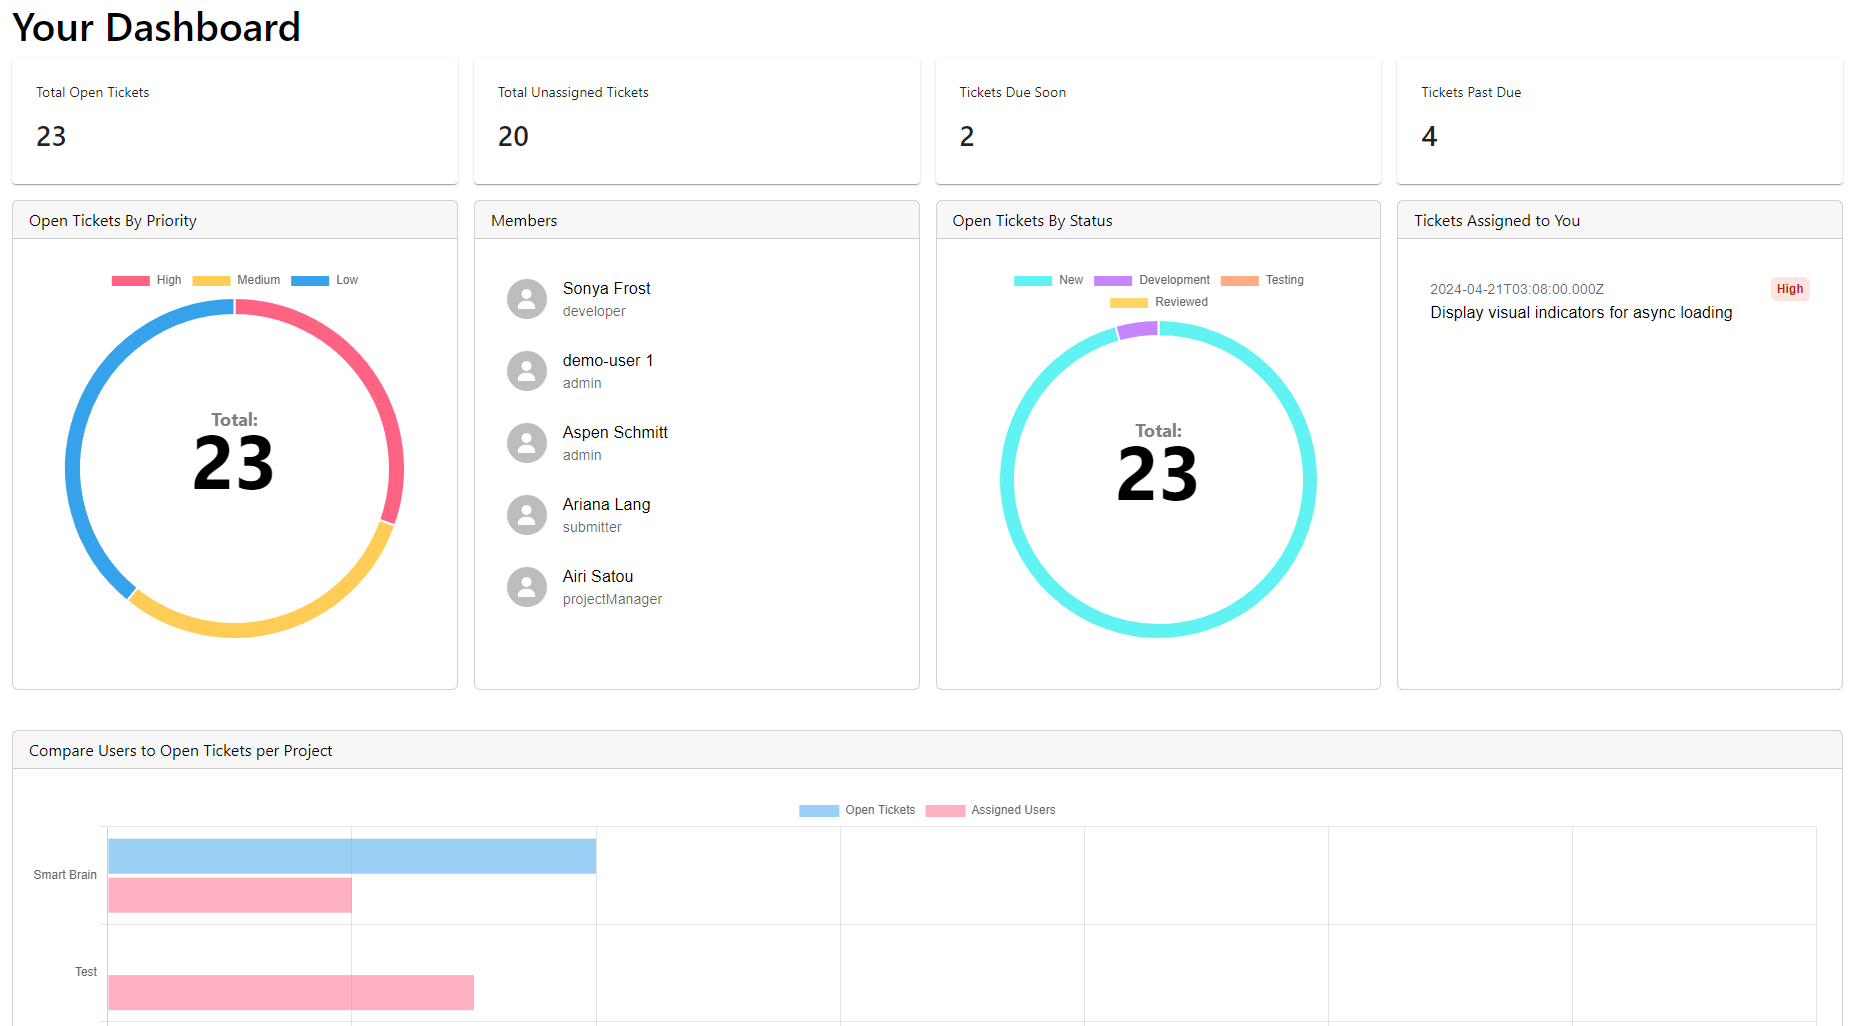 Your Dashboard
Total Open Tickets
23
Total Unassigned Tickets
20
Tickets Due Soon
2
Tickets Past Due
4
Open Tickets By Priority
High Medium Low
Total:
23
Members
Sonya Frost
developer
demo-user 1
admin
Aspen Schmitt
admin
Ariana Lang
submitter
Airi Satou
projectManager
Open Tickets By Status
New Development Testing
Reviewed
Total:
23
Tickets Assigned to You
2024-04-21T03:08:00.000Z High
Display visual indicators for async loading
Compare Users to Open Tickets per Project
Open Tickets Assigned Users
Smart Brain
Test